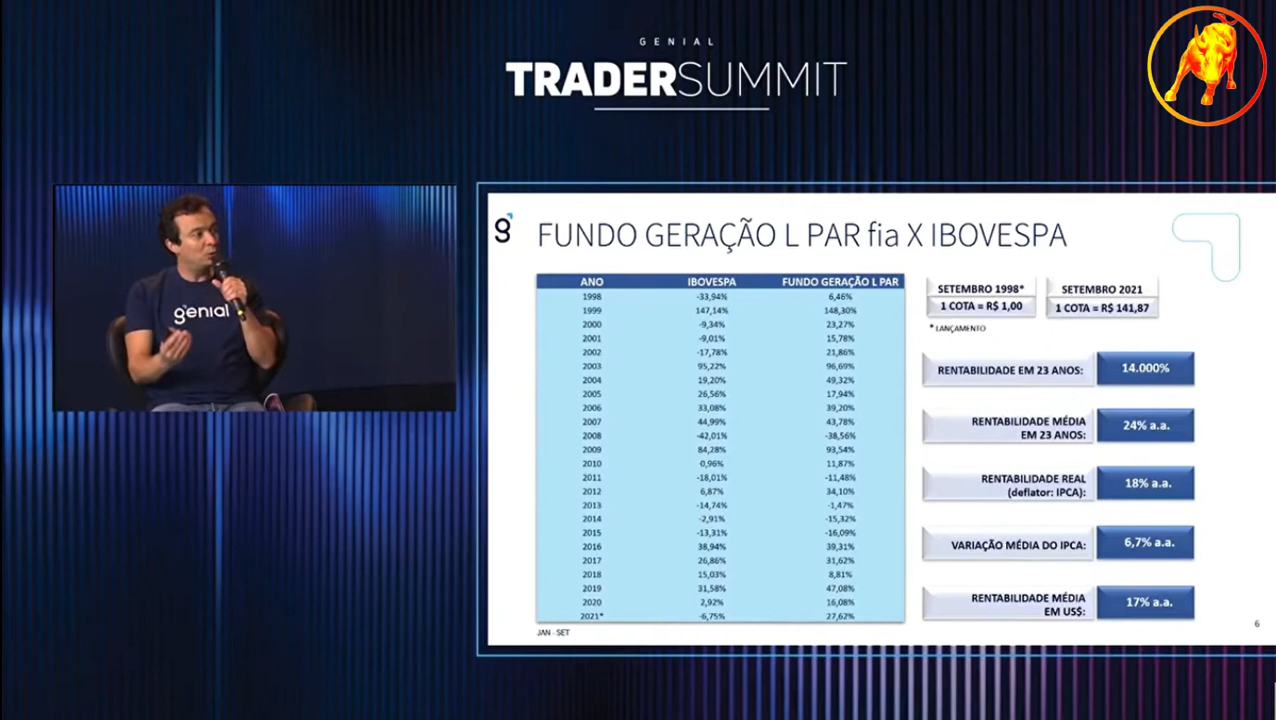 GENIAL
TRADERSUMMIT
genial
g
FUNDO GERAÇÃO L PAR fia X IBOVESPA
ANO IBOVESPA FUNDO GERAÇÃO L PAR
1998 -33,94% 6,46%
1999 147,14% 148,30%
2000 -9,34% 23,27%
2001 -9,01% 15,78%
2002 -17,78% 21,86%
2003 95,22% 96,69%
2004 19,20% 49,32%
2005 26,56% 17,94%
2006 33,08% 39,20%
2007 44,99% 43,78%
2008 -42,01% -38,56%
2009 84,28% 93,54%
2010 0,96% 11,87%
2011 -18,01% -11,48%
2012 6,87% 34,10%
2013 -14,74% -1,47%
2014 -2,91% -15,32%
2015 -13,31% -16,09%
2016 38,94% 39,31%
2017 26,86% 31,62%
2018 15,03% 8,81%
2019 31,58% 47,08%
2020 2,92% 16,08%
2021* -6,75% 27,62%
JAN - SET
SETEMBRO 1998* SETEMBRO 2021
1 COTA = R$ 1,00 1 COTA = R$ 141,87
* LANÇAMENTO
RENTABILIDADE EM 23 ANOS: 14.000%
RENTABILIDADE MÉDIA
EM 23 ANOS: 24% a.a.
RENTABILIDADE REAL
(deflator: IPCA): 18% a.a.
VARIAÇÃO MÉDIA DO IPCA: 6,7% a.a.
RENTABILIDADE MÉDIA
EM US$: 17% a.a.
6